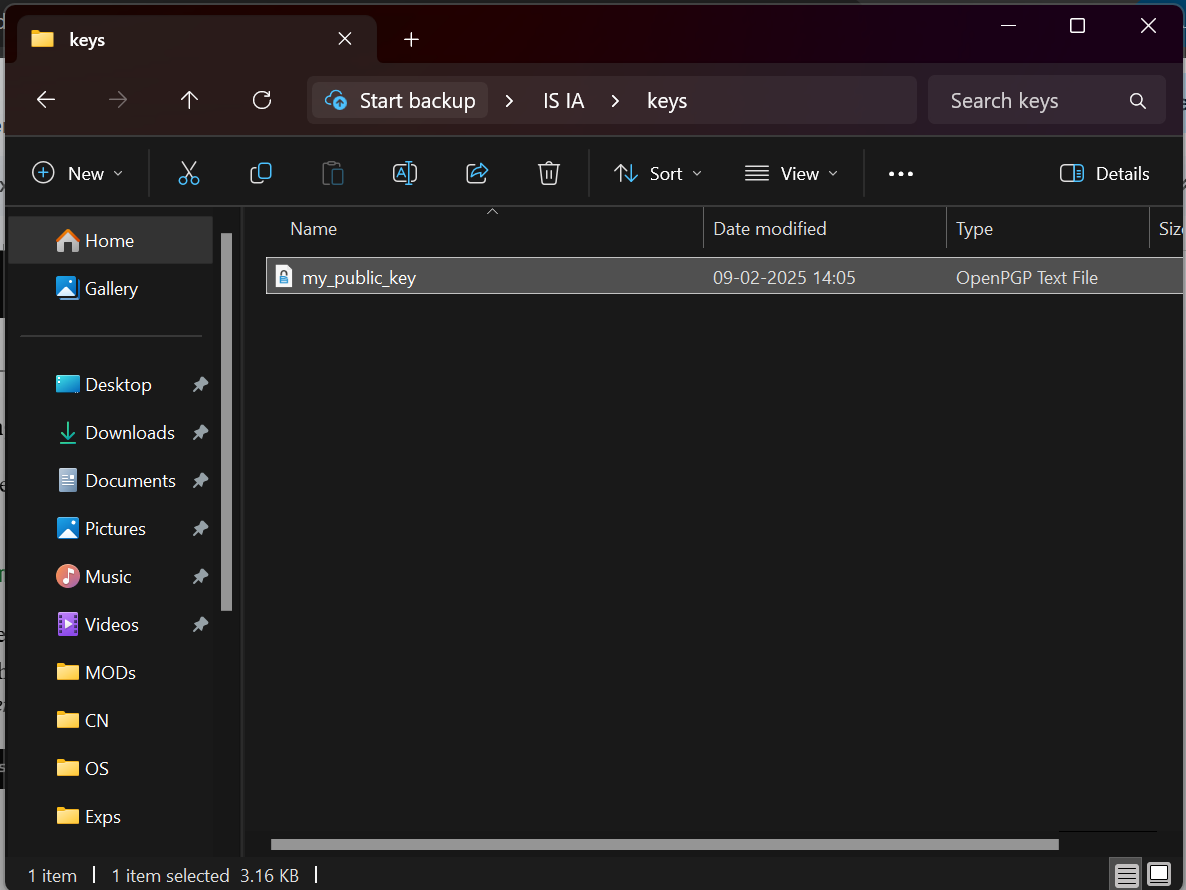 keys
Start backup
IS IA
keys
Search keys
New
Sort
View
Details
Name
Date modified
Type
Home
Gallery
my_public_key
09-02-2025 14:05
OpenPGP Text File
Desktop
Downloads
Documents
Pictures
Music
Videos
MODs
CN
OS
Exps
1 item
1 item selected 3.16 KB